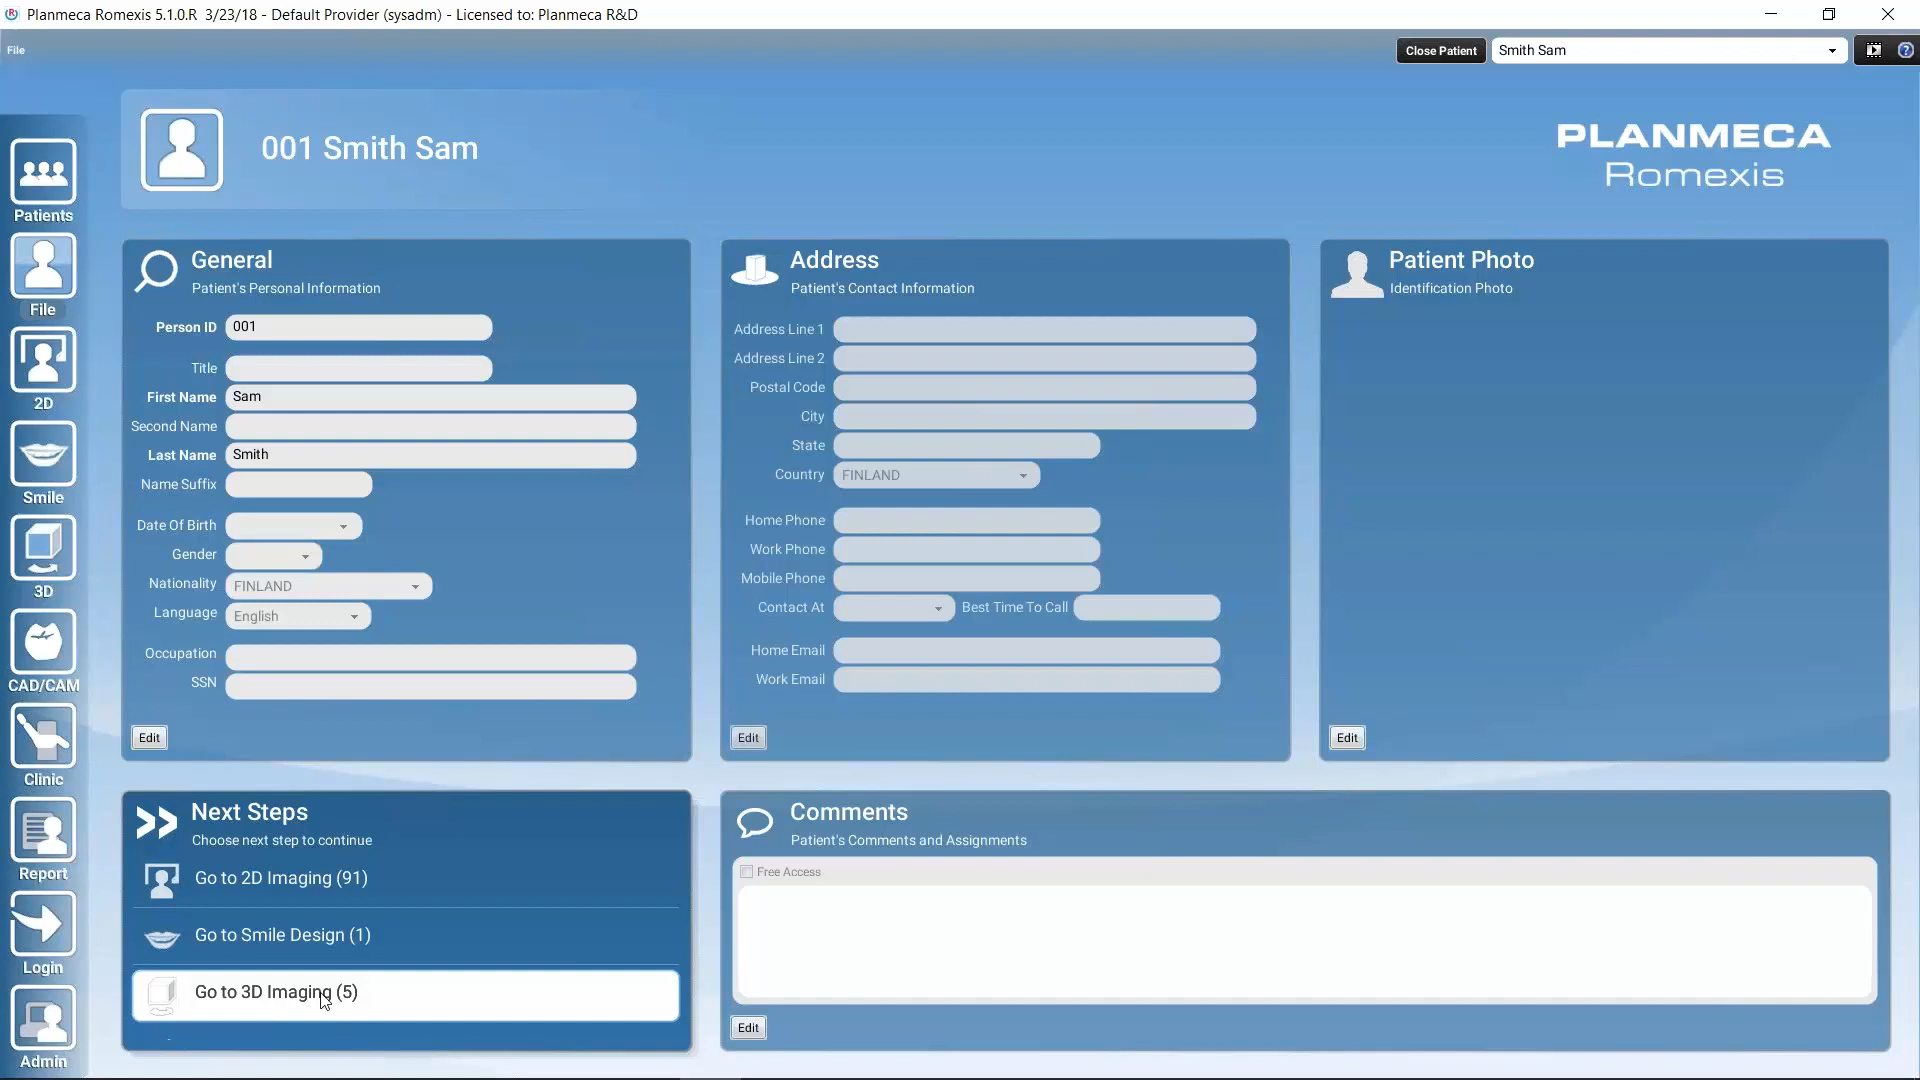 Planmeca Romexis 5.1.0.R  3/23/18 - Default Provider (sysadm) - Licensed to: Planmeca R&D
File
Close Patient
Smith Sam
001 Smith Sam
PLANMECA
Romexis
Patients
File
2D
Smile
3D
CAD/CAM
Clinic
Report
Login
Admin
General
Patient's Personal Information
Person ID 001
Title
First Name Sam
Second Name
Last Name Smith
Name Suffix
Date Of Birth
Gender
Nationality FINLAND
Language English
Occupation
SSN
Edit
Address
Patient's Contact Information
Address Line 1
Address Line 2
Postal Code
City
State
Country FINLAND
Home Phone
Work Phone
Mobile Phone
Contact At Best Time To Call
Home Email
Work Email
Edit
Patient Photo
Identification Photo
Edit
Next Steps
Choose next step to continue
Go to 2D Imaging (91)
Go to Smile Design (1)
Go to 3D Imaging (5)
Comments
Patient's Comments and Assignments
Free Access
Edit